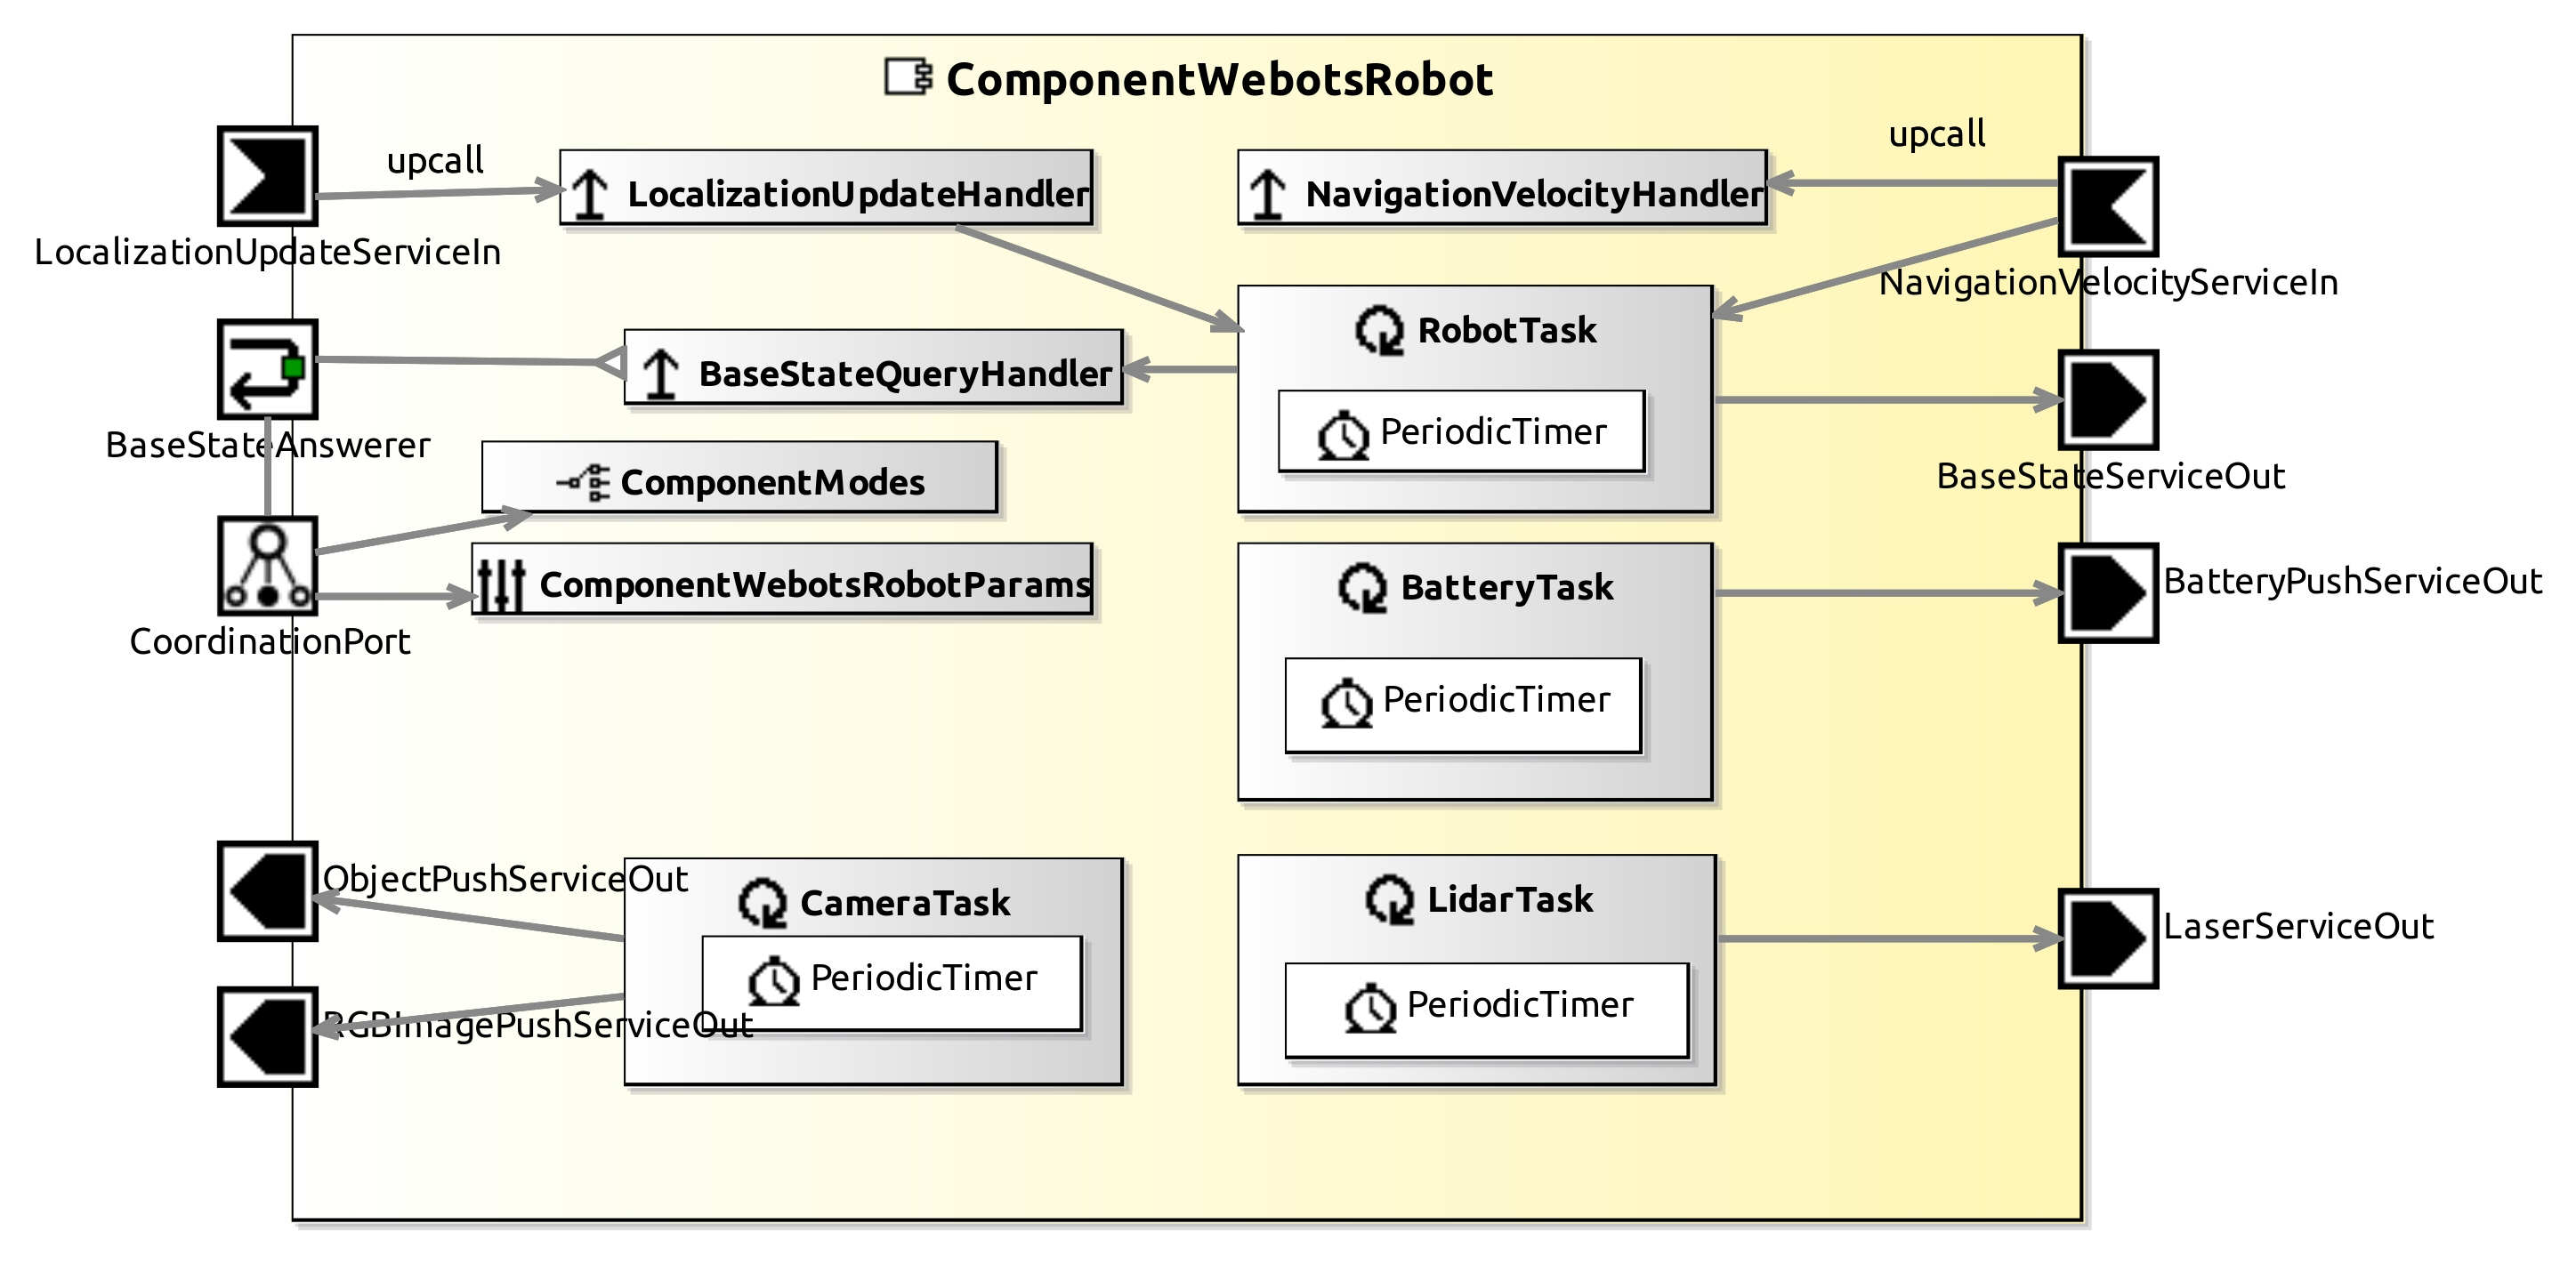 ComponentWebotsRobot
upcall
LocalizationUpdateHandler
LocalizationUpdateServiceIn
upcall
NavigationVelocityHandler
NavigationVelocityServiceIn
RobotTask
PeriodicTimer
BaseStateQueryHandler
BaseStateAnswerer
BaseStateServiceOut
ComponentModes
ComponentWebotsRobotParams
CoordinationPort
BatteryTask
PeriodicTimer
BatteryPushServiceOut
ObjectPushServiceOut
CameraTask
PeriodicTimer
RGBImagePushServiceOut
LidarTask
PeriodicTimer
LaserServiceOut